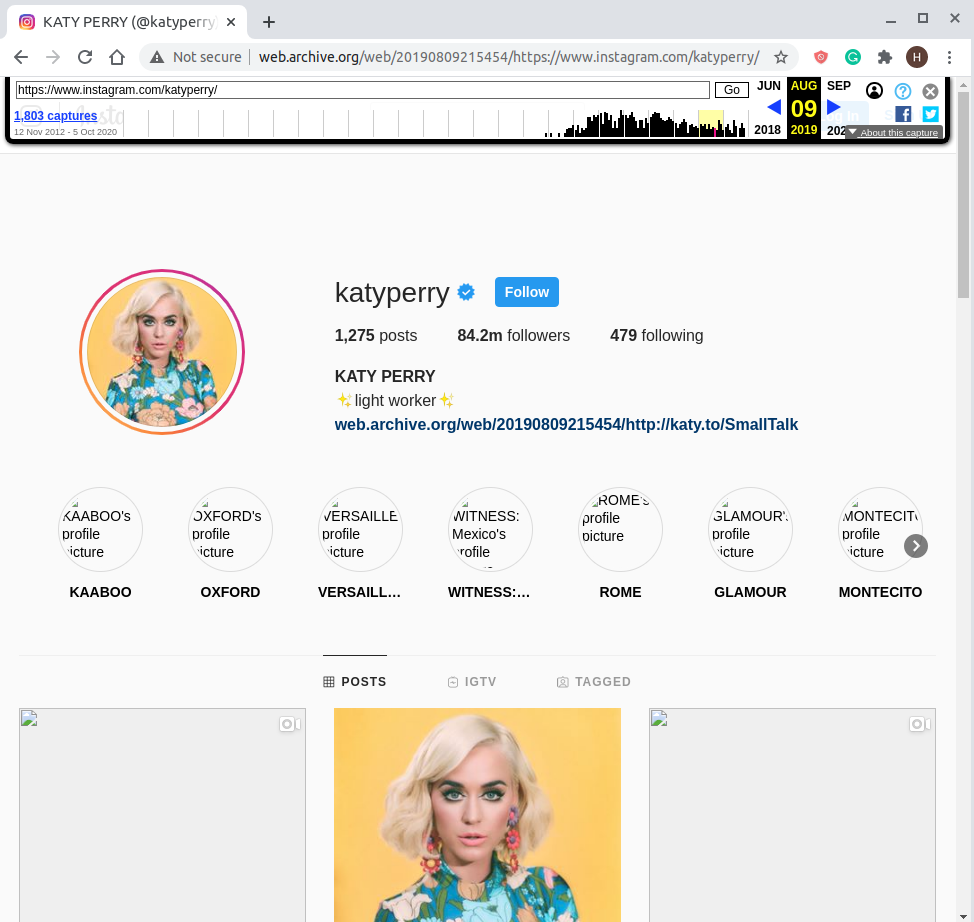 KATY PERRY (@katyperry)
Not secure
web.archive.org/web/20190809215454/https://www.instagram.com/katyperry/
H
https://www.instagram.com/katyperry/
Go
JUN
AUG
SEP
1,803 captures
09
12 Nov 2012 - 5 Oct 2020
2018
2019
202
About this capture
katyperry
Follow
1,275 posts
84.2m followers
479 following
KATY PERRY
✨light worker✨
web.archive.org/web/20190809215454/http://katy.to/SmallTalk
KAABOO's profile picture
OXFORD's profile picture
VERSAILLE profile picture
WITNESS: Mexico's profile
ROME's profile picture
GLAMOUR's profile picture
MONTECITO profile picture
KAABOO
OXFORD
VERSAILL...
WITNESS:...
ROME
GLAMOUR
MONTECITO
POSTS
IGTV
TAGGED